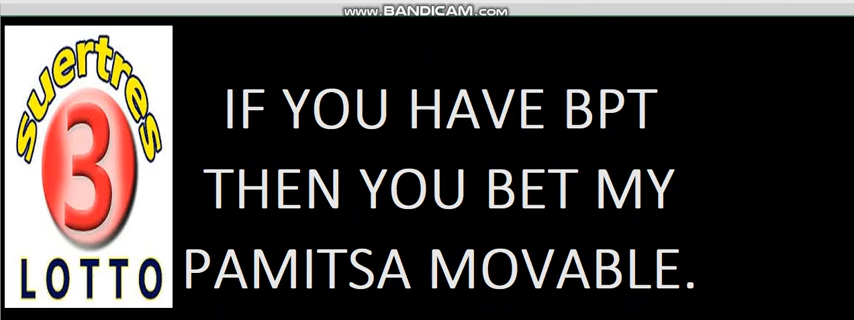 www.BANDICAM.com
suertres
3
LOTTO
IF YOU HAVE BPT
THEN YOU BET MY
PAMITSA MOVABLE.